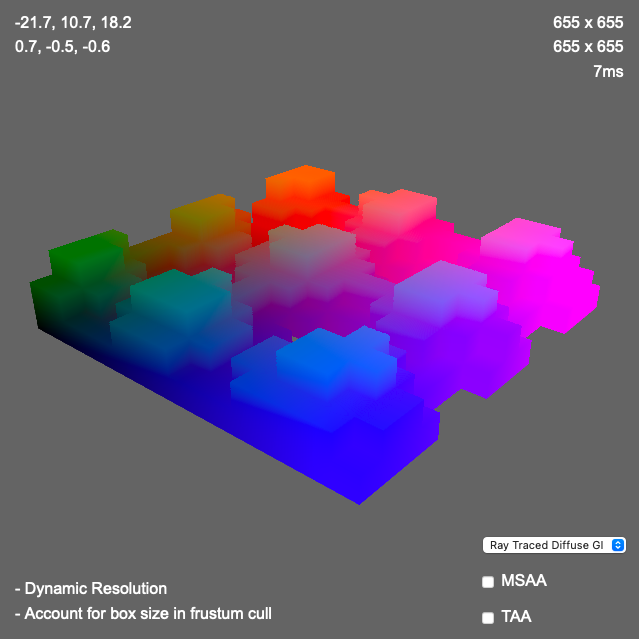 -21.7, 10.7, 18.2
0.7, -0.5, -0.6
655 x 655
655 x 655
7ms
Ray Traced Diffuse GI
MSAA
TAA
- Dynamic Resolution
- Account for box size in frustum cull